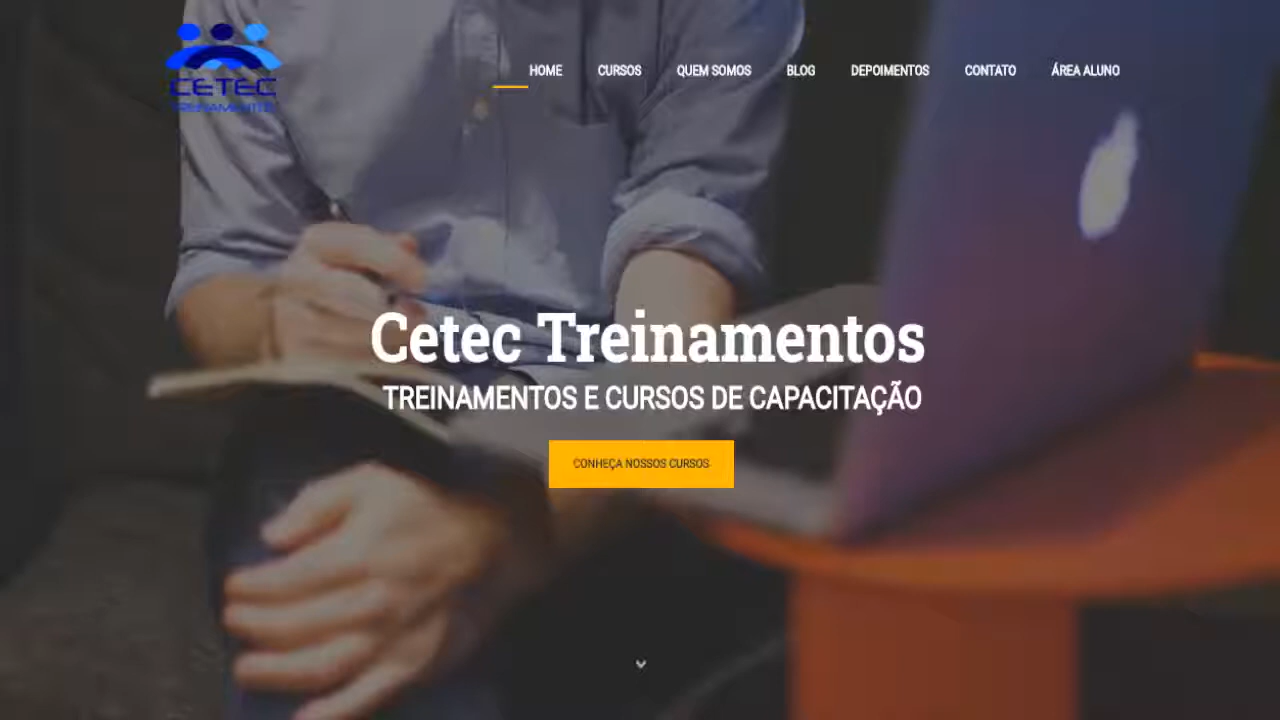 CETEC
TREINAMENTOS
HOME CURSOS QUEM SOMOS BLOG DEPOIMENTOS CONTATO ÁREA ALUNO
Cetec Treinamentos
TREINAMENTOS E CURSOS DE CAPACITAÇÃO
CONHEÇA NOSSOS CURSOS